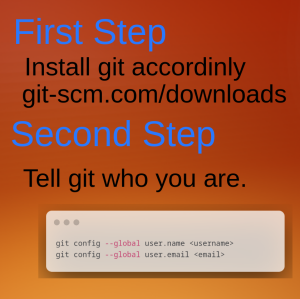 First Step
Install git accordinly
git-scm.com/downloads
Second Step
Tell git who you are.
git config --global user.name <username>
git config --global user.email <email>